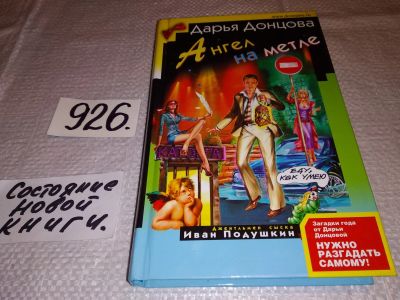 Дарья Донцова
Ангел
на метле
926.
Состояние
новой
книги.
ЕДУ
КАК УМЕЮ
Джентльмен сыска
Иван Подушкин
Загадки года
от Дарьи
Донцовой
НУЖНО
РАЗГАДАТЬ
САМОМУ!